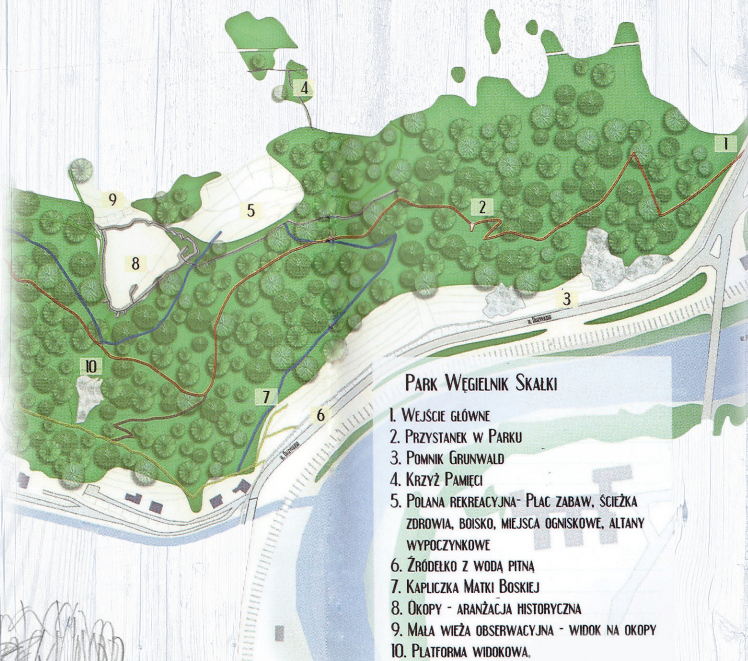 4
1
9
5
2
8
3
10
7
6
Park Węgielnik Skałki
1. Wejście główne
2. Przystanek w Parku
3. Pomnik Grunwald
4. Krzyż Pamięci
5. Polana rekreacyjna- Plac zabaw, ścieżka
zdrowia, boisko, miejsca ogniskowe, altany
wypoczynkowe
6. Źródełko z wodą pitną
7. Kapliczka Matki Boskiej
8. Okopy - aranżacja historyczna
9. Mała wieża obserwacyjna - widok na okopy
10. Platforma widokowa,